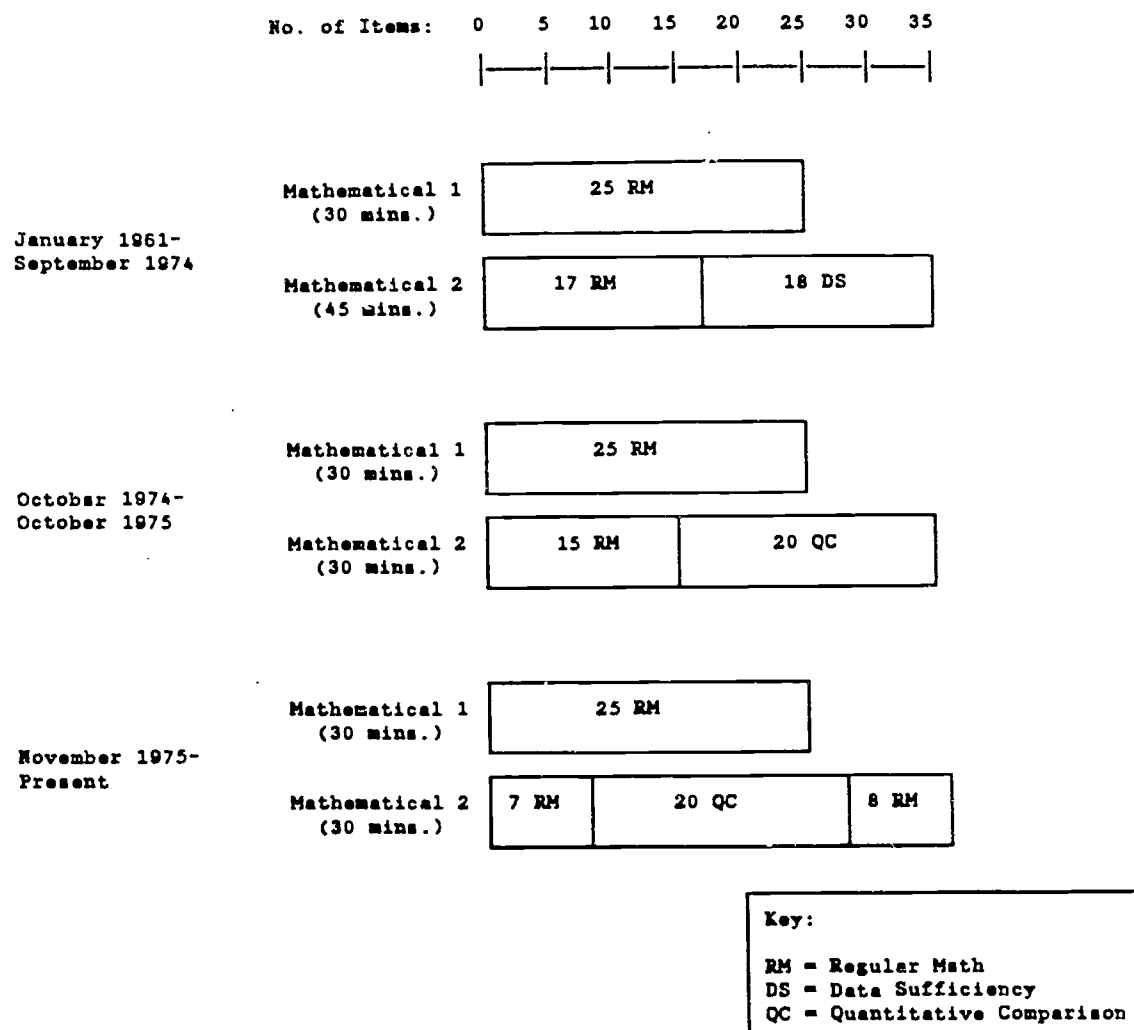 No. of Items: 0 5 10 15 20 25 30 35
Mathematical 1 25 RM
(30 mins.)
January 1961-
September 1974
Mathematical 2 17 RM 18 DS
(45 mins.)
Mathematical 1 25 RM
(30 mins.)
October 1974-
October 1975
Mathematical 2 15 RM 20 QC
(30 mins.)
Mathematical 1 25 RM
(30 mins.)
November 1975-
Present
Mathematical 2 7 RM 20 QC 8 RM
(30 mins.)
Key:
RM = Regular Math
DS = Data Sufficiency
QC = Quantitative Comparison